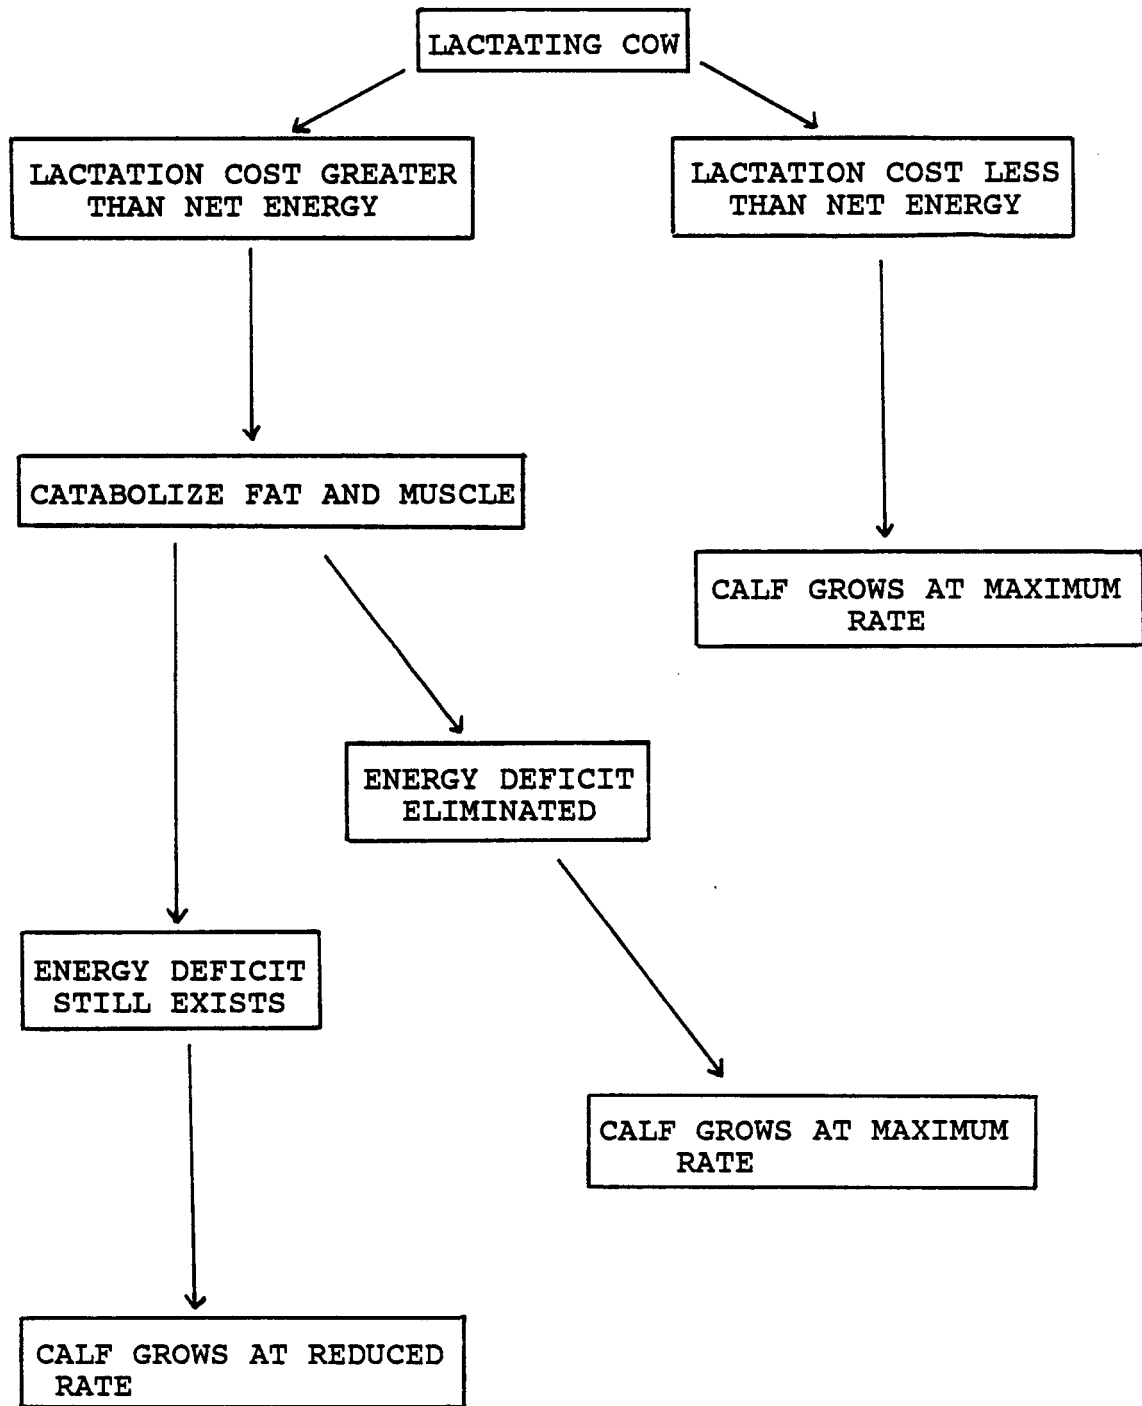 LACTATING COW
LACTATION COST GREATER
THAN NET ENERGY
LACTATION COST LESS
THAN NET ENERGY
CATABOLIZE FAT AND MUSCLE
CALF GROWS AT MAXIMUM
RATE
ENERGY DEFICIT
ELIMINATED
ENERGY DEFICIT
STILL EXISTS
CALF GROWS AT MAXIMUM
RATE
CALF GROWS AT REDUCED
RATE